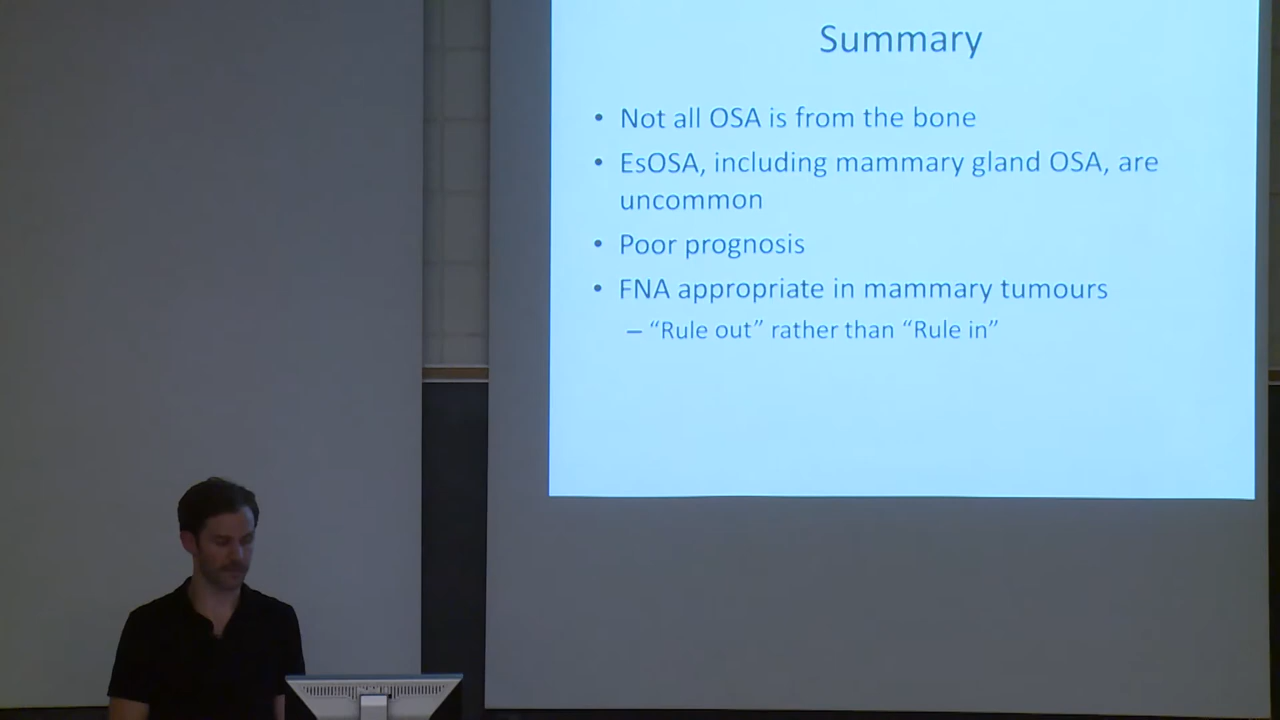 Summary
• Not all OSA is from the bone
• EsOSA, including mammary gland OSA, are
uncommon
• Poor prognosis
• FNA appropriate in mammary tumours
– “Rule out” rather than “Rule in”